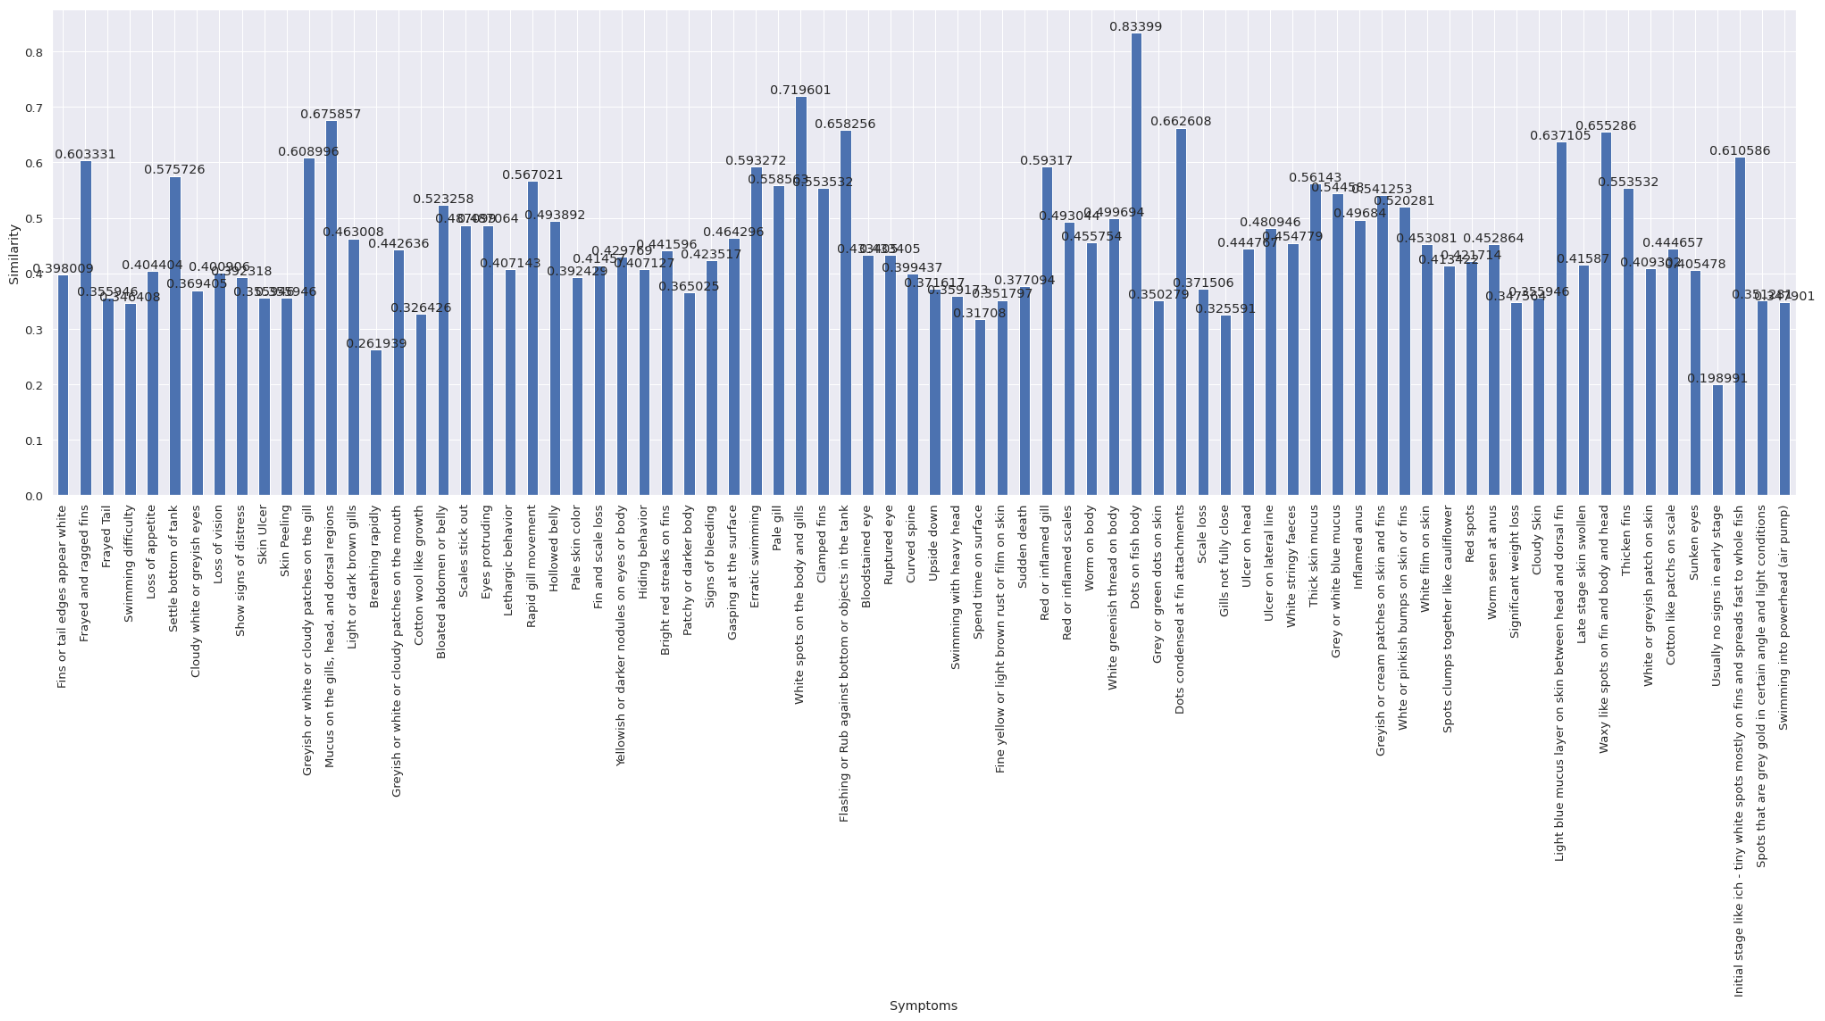 Similarity
0.8
0.7
0.6
0.5
0.4
0.3
0.2
0.1
0.0
0.398009
0.603331
0.355946
0.346408
0.404404
0.575726
0.369405
0.400906
0.392318
0.355946
0.355946
0.608996
0.675857
0.463008
0.261939
0.442636
0.326426
0.523258
0.407143
0.567021
0.493892
0.392429
0.429769
0.407127
0.441596
0.365025
0.423517
0.464296
0.593272
0.558563
0.719601
0.553532
0.658256
0.433405
0.433405
0.399437
0.371617
0.359173
0.31708
0.351797
0.377094
0.59317
0.493044
0.455754
0.499694
0.83399
0.350279
0.662608
0.371506
0.325591
0.444767
0.480946
0.454779
0.56143
0.49684
0.541253
0.520281
0.453081
0.421714
0.452864
0.347564
0.355946
0.637105
0.41587
0.655286
0.553532
0.409302
0.444657
0.405478
0.198991
0.610586
0.351281
0.347901
Fins or tail edges appear white
Frayed and ragged fins
Frayed Tail
Swimming difficulty
Loss of appetite
Settle bottom of tank
Cloudy white or greyish eyes
Loss of vision
Show signs of distress
Skin Ulcer
Skin Peeling
Greyish or white or cloudy patches on the gill
Mucus on the gills, head, and dorsal regions
Light or dark brown gills
Breathing rapidly
Greyish or white or cloudy patches on the mouth
Cotton wool like growth
Bloated abdomen or belly
Scales stick out
Eyes protruding
Lethargic behavior
Rapid gill movement
Hollowed belly
Pale skin color
Fin and scale loss
Yellowish or darker nodules on eyes or body
Hiding behavior
Bright red streaks on fins
Patchy or darker body
Signs of bleeding
Gasping at the surface
Erratic swimming
Pale gill
White spots on the body and gills
Clamped fins
Flashing or Rub against bottom or objects in the tank
Bloodstained eye
Ruptured eye
Curved spine
Upside down
Swimming with heavy head
Spend time on surface
Fine yellow or light brown rust or film on skin
Sudden death
Red or inflamed gill
Red or inflamed scales
Worm on body
White greenish thread on body
Dots on fish body
Grey or green dots on skin
Dots condensed at fin attachments
Scale loss
Gills not fully close
Ulcer on head
Ulcer on lateral line
White stringy faeces
Thick skin mucus
Grey or white blue mucus
Inflamed anus
Greyish or cream patches on skin and fins
Whte or pinkish bumps on skin or fins
White film on skin
Spots clumps together like cauliflower
Red spots
Worm seen at anus
Significant weight loss
Cloudy Skin
Light blue mucus layer on skin between head and dorsal fin
Late stage skin swollen
Waxy like spots on fin and body and head
Thicken fins
White or greyish patch on skin
Cotton like patchs on scale
Sunken eyes
Usually no signs in early stage
Initial stage like ich - tiny white spots mostly on fins and spreads fast to whole fish
Spots that are grey gold in certain angle and light conditions
Swimming into powerhead (air pump)
Symptoms